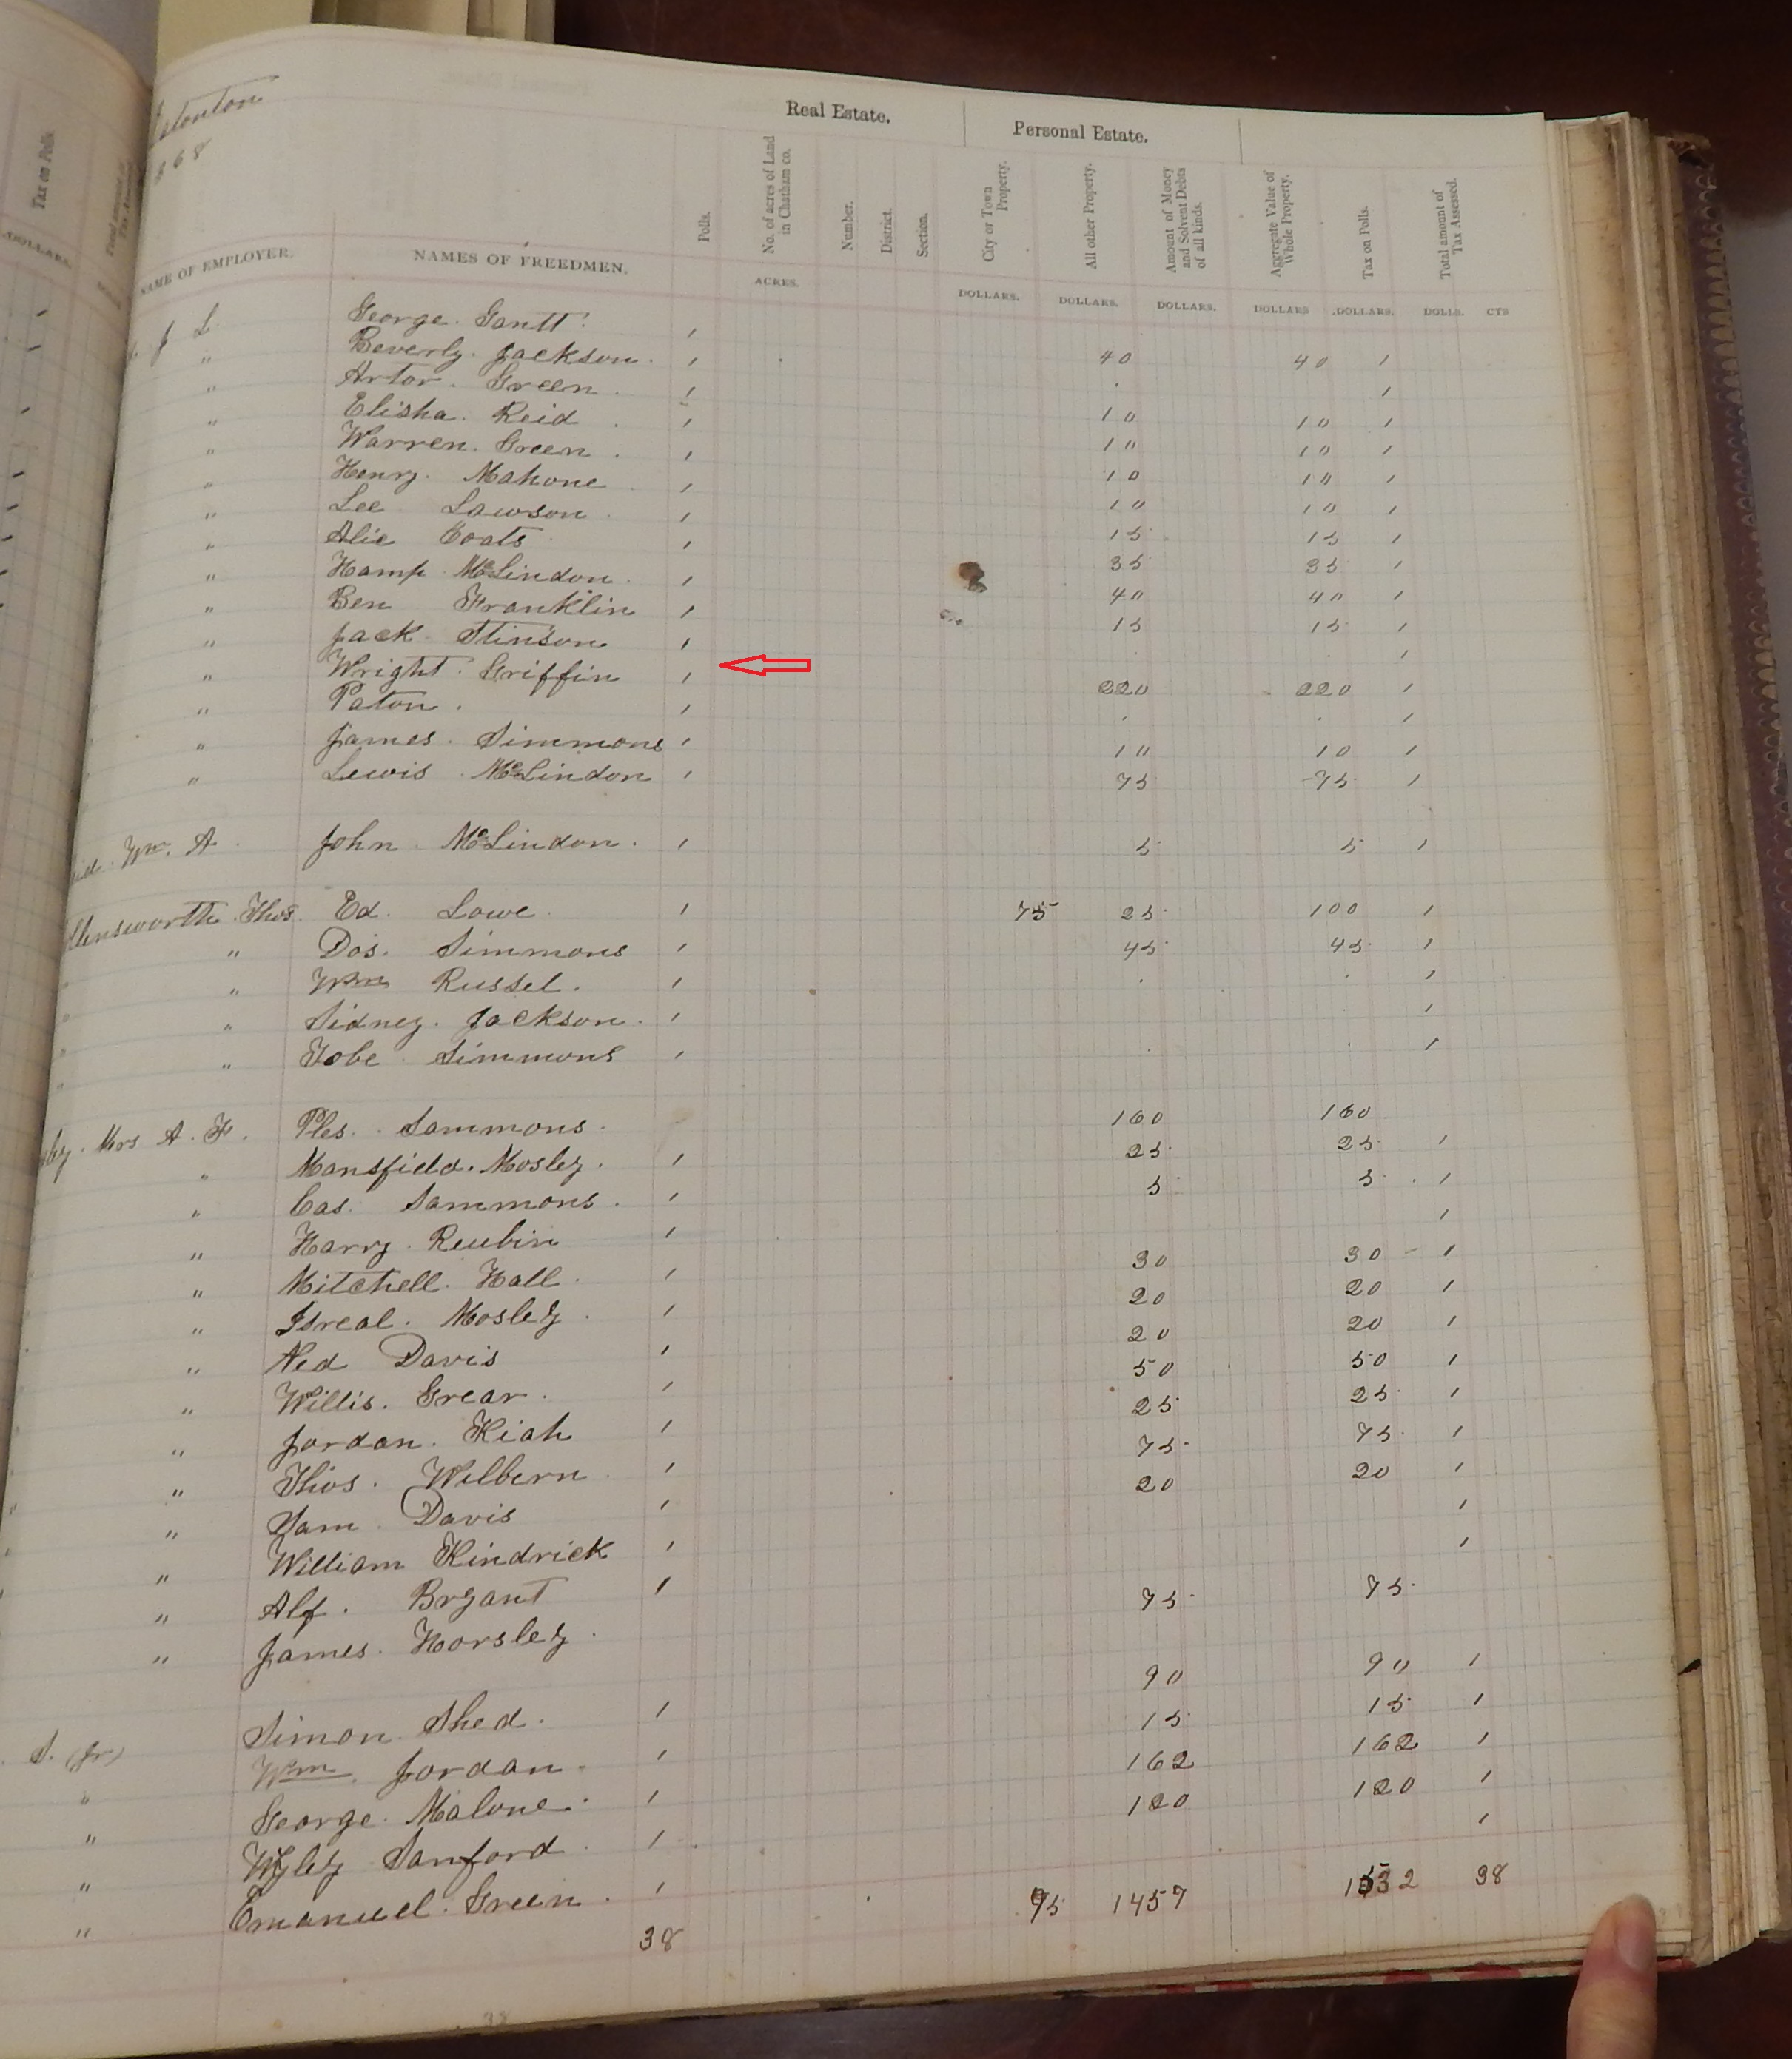 1868
Real Estate. Personal Estate.
NAME OF EMPLOYER. NAMES OF FREEDMEN. Polls. No. of acres of Land in Chatham co. Number. District. Section. City or Town Property. All other Property. Amount of Money and Solvent Debts of all kinds. Aggregate Value of Whole Property. Tax on Polls. Total amount of Tax Assessed.
Tax on Polls
DOLLARS.
ACRES. DOLLARS. DOLLARS. DOLLARS. DOLLARS DOLLARS. DOLLS. CTS
J L George Gantt 1 40 40 1
" Beverly Jackson 1 1
" Artor Green 1 10 10 1
" Elisha Reid 1 10 10 1
" Warren Green 1 10 10 1
" Henry Mahone 1 10 10 1
" Lee Lawson 1 15 15 1
" Alie Coats 1 35 35 1
" Hamp McLindon 1 40 40 1
" Ben Franklin 1 15 15 1
" Jack Stinson 1 1
" Wright Griffin 1 220 220 1
" Paton 1 1
" James Simmons 1 10 10 1
" Lewis McLindon 1 75 75 1
Wm. A John McLindon 1 5 5 1
Thos Ed. Lowe 1 75 25 100 1
" Dos. Simmons 1 45 45 1
" Wm Russel 1 1
" Sidney Jackson 1 1
" Tobe Simmons 1 1
Mrs A. F. Ples. Sammons 160 160
" Mansfield Mosley 1 25 25 1
" Cas. Sammons 1 5 5 1
" Harry Reubin 1 1
" Mitchell Hall 1 30 30 1
" Isreal Mosley 1 20 20 1
" Ned Davis 1 20 20 1
" Willis Grear 1 50 50 1
" Jordan Kiah 1 25 25 1
" Thos. Wilbern 1 75 75 1
" Sam Davis 1 20 20 1
" William Kindrick 1 1
" Alf. Bryant 1 1
" James Horsley 75 75
S. (Jr) Simon Shed 1 90 90 1
" Wm Jordan 1 15 15 1
" George Malone 1 162 162 1
" Wyley Sanford 1 120 120 1
" Emanuel Green 1 1
38 75 1457 1532 38